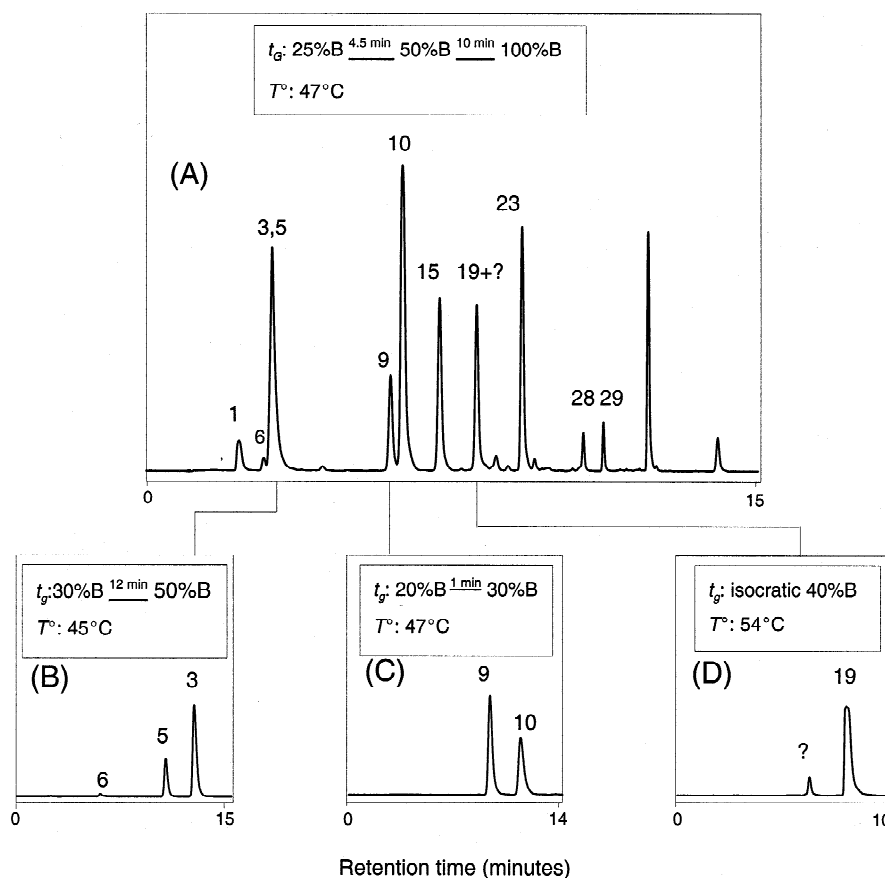 t_G: 25%B 4.5 min 50%B 10 min 100%B
T°: 47°C
(A)
10
23
3,5
15 19+?
9
28 29
1
6
0 15
t_g:30%B 12 min 50%B
T°: 45°C
(B)
3
5
6
0 15
t_g: 20%B 1 min 30%B
T°: 47°C
(C)
9
10
0 14
t_g: isocratic 40%B
T°: 54°C
(D)
19
?
0 10
Retention time (minutes)